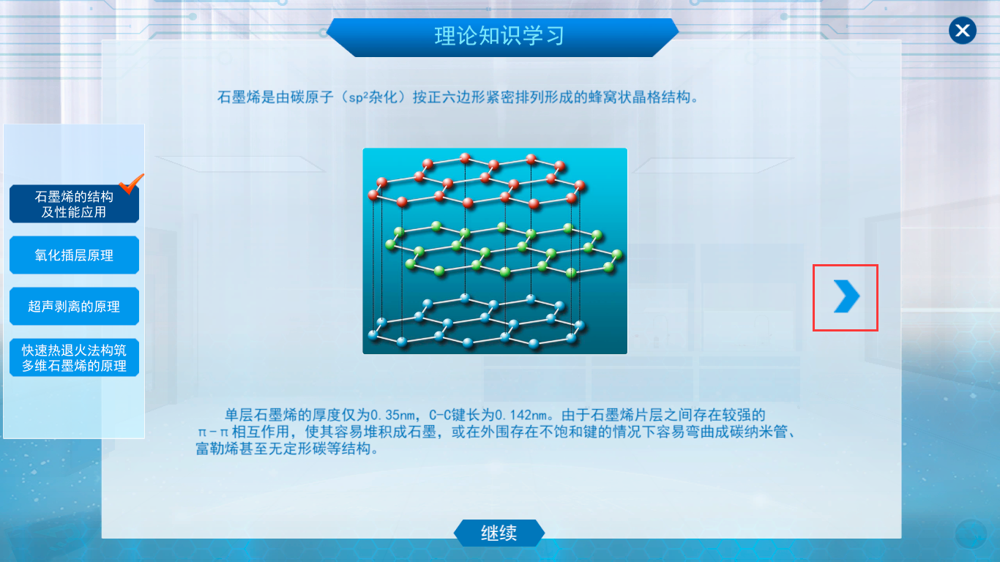 理论知识学习
石墨烯是由碳原子（sp²杂化）按正六边形紧密排列形成的蜂窝状晶格结构。
石墨烯的结构
及性能应用
氧化插层原理
超声剥离的原理
快速热退火法构筑
多维石墨烯的原理
单层石墨烯的厚度仅为0.35nm，C-C键长为0.142nm。由于石墨烯片层之间存在较强的
π-π相互作用，使其容易堆积成石墨，或在外围存在不饱和键的情况下容易弯曲成碳纳米管、
富勒烯甚至无定形碳等结构。
继续